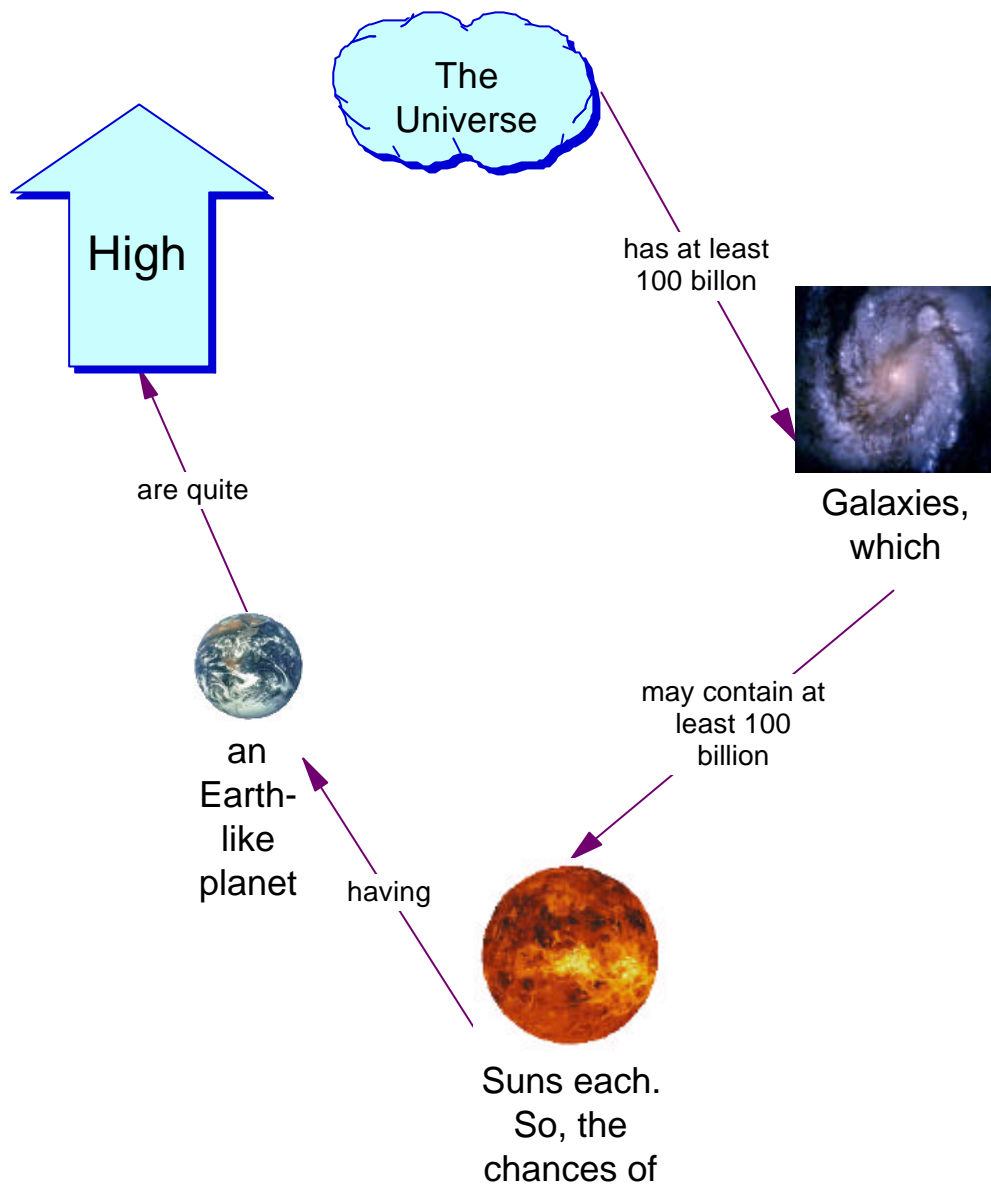 The
Universe
has at least
100 billon
Galaxies,
which
may contain at
least 100
billion
Suns each.
So, the
chances of
having
an
Earth-
like
planet
are quite
High